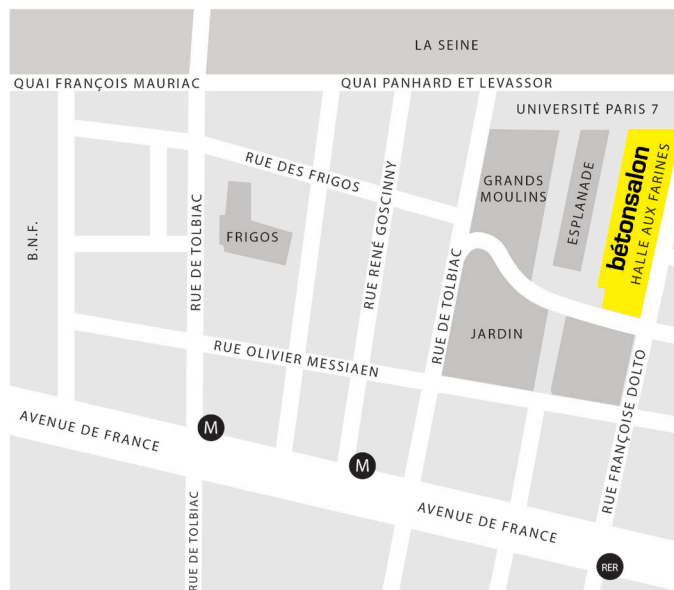 LA SEINE
QUAI FRANÇOIS MAURIAC
QUAI PANHARD ET LEVASSOR
UNIVERSITÉ PARIS 7
RUE DES FRIGOS
GRANDS
MOULINS
ESPLANADE
bétonsalon
HALLE AUX FARINES
B.N.F.
RUE DE TOLBIAC
FRIGOS
RUE RENÉ GOSCINNY
RUE DE TOLBIAC
JARDIN
RUE OLIVIER MESSIAEN
RUE FRANÇOISE DOLTO
AVENUE DE FRANCE
M
M
RUE DE TOLBIAC
AVENUE DE FRANCE
RER